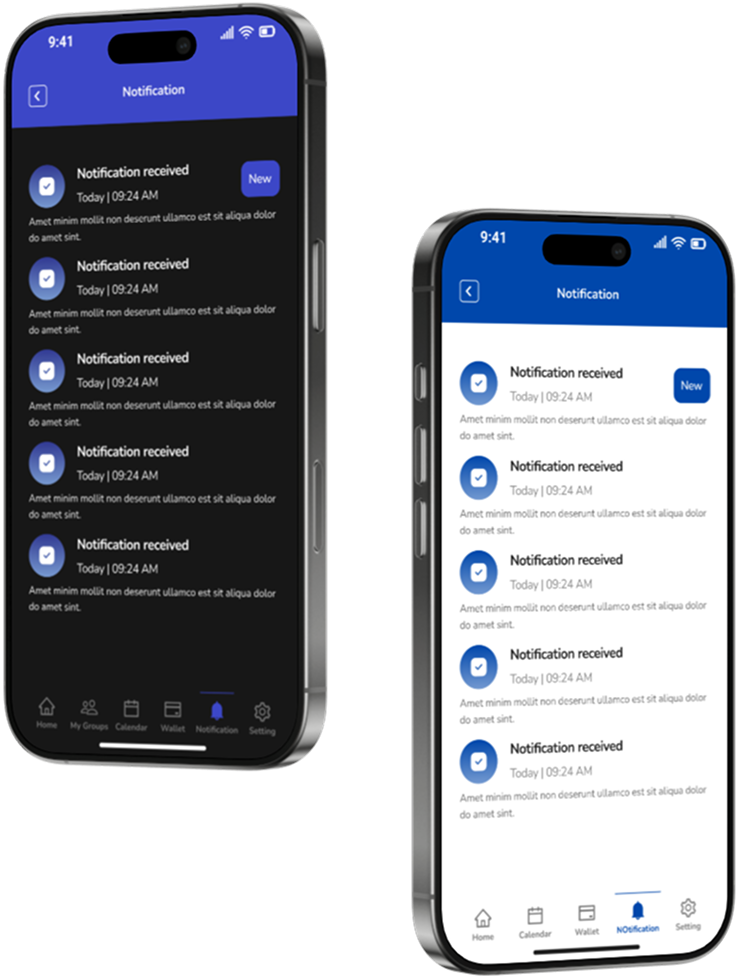 9:41
Notification
Notification received
Today | 09:24 AM
New
Amet minim mollit non deserunt ullamco est sit aliqua dolor
do amet sint.
Notification received
Today | 09:24 AM
Amet minim mollit non deserunt ullamco est sit aliqua dolor
do amet sint.
Notification received
Today | 09:24 AM
Amet minim mollit non deserunt ullamco est sit aliqua dolor
do amet sint.
Notification received
Today | 09:24 AM
Amet minim mollit non deserunt ullamco est sit aliqua dolor
do amet sint.
Notification received
Today | 09:24 AM
Amet minim mollit non deserunt ullamco est sit aliqua dolor
do amet sint.
Home My Groups Calendar Wallet Notification Setting
9:41
Notification
Notification received
Today | 09:24 AM
New
Amet minim mollit non deserunt ullamco est sit aliqua dolor
do amet sint.
Notification received
Today | 09:24 AM
Amet minim mollit non deserunt ullamco est sit aliqua dolor
do amet sint.
Notification received
Today | 09:24 AM
Amet minim mollit non deserunt ullamco est sit aliqua dolor
do amet sint.
Notification received
Today | 09:24 AM
Amet minim mollit non deserunt ullamco est sit aliqua dolor
do amet sint.
Notification received
Today | 09:24 AM
Amet minim mollit non deserunt ullamco est sit aliqua dolor
do amet sint.
Home Calendar Wallet NOtification Setting